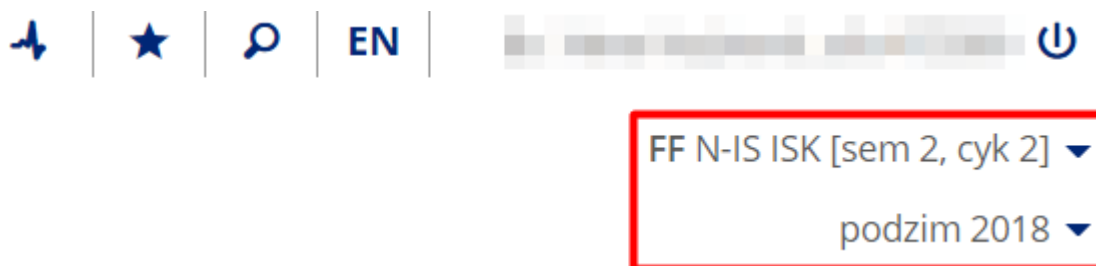 EN
FF N-IS ISK [sem 2, cyk 2]
podzim 2018